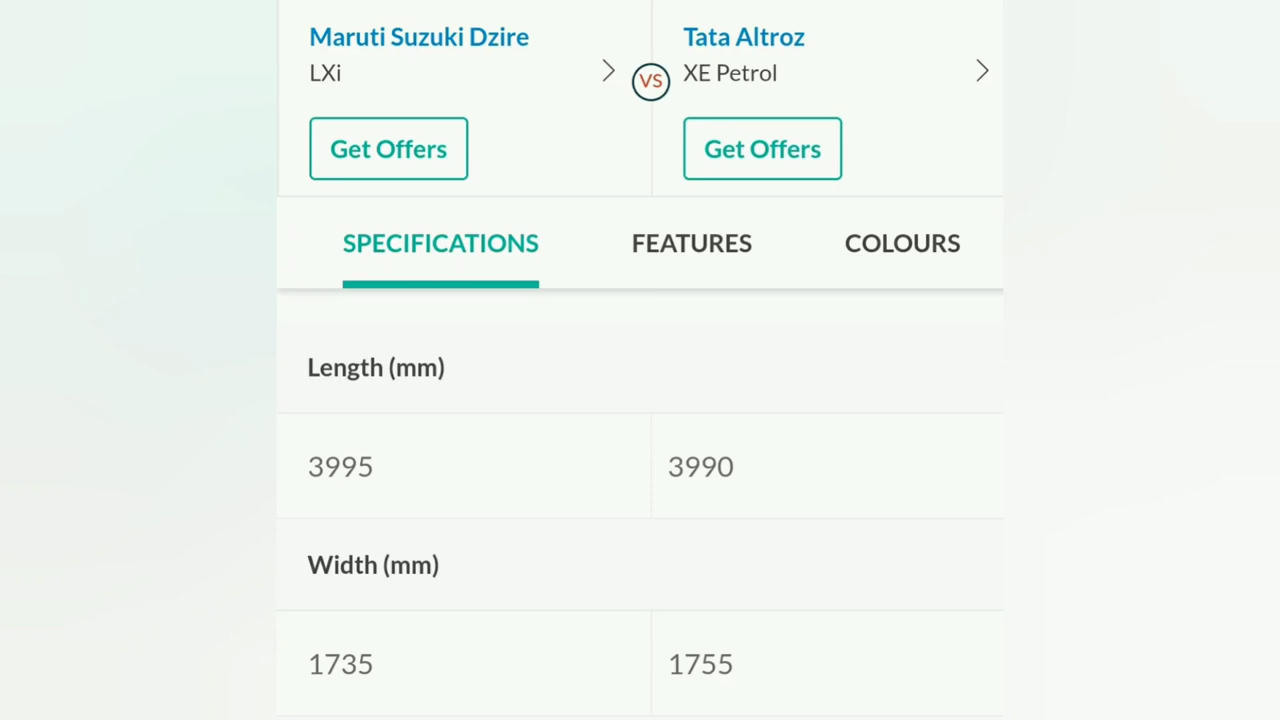 Maruti Suzuki Dzire
LXi
VS
Tata Altroz
XE Petrol
Get Offers
Get Offers
SPECIFICATIONS FEATURES COLOURS
Length (mm)
3995 3990
Width (mm)
1735 1755